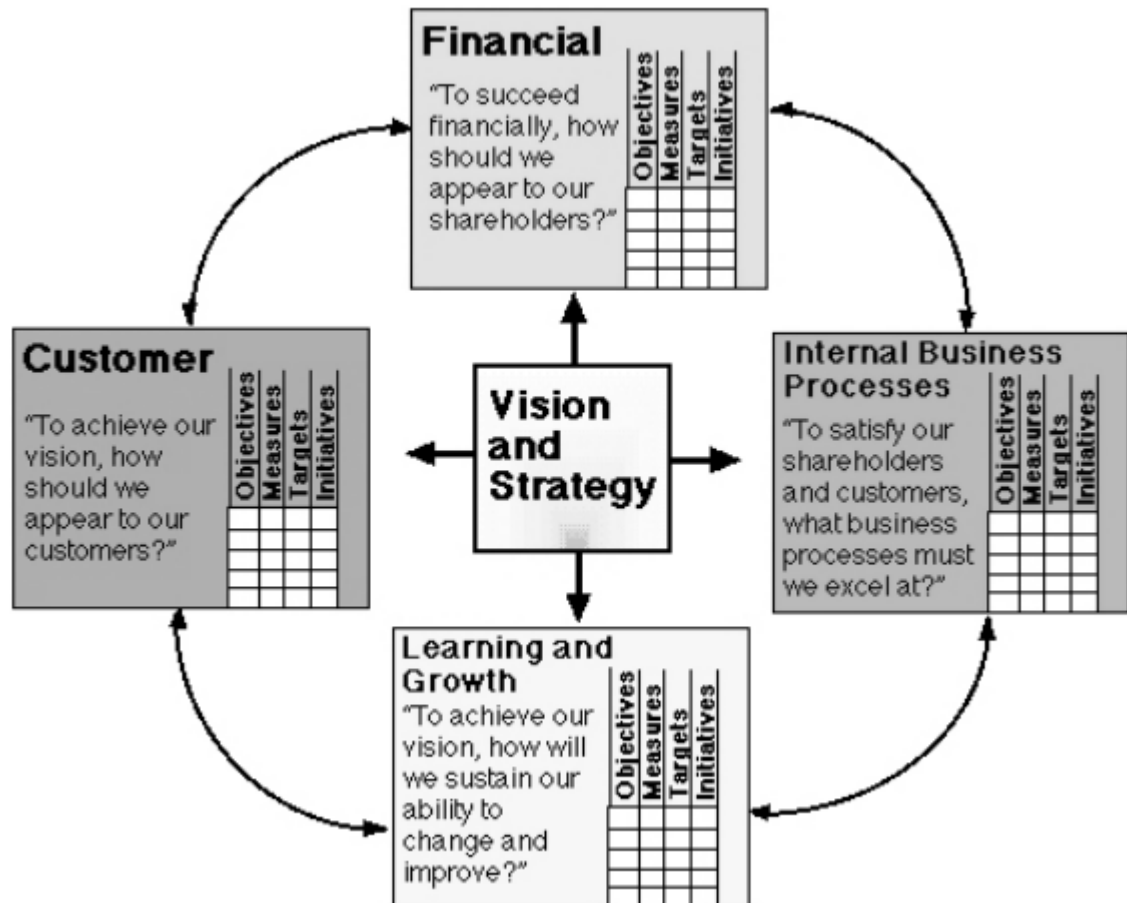 Financial
“To succeed
financially, how
should we
appear to our
shareholders?”
Objectives
Measures
Targets
Initiatives
Customer
“To achieve our
vision, how
should we
appear to our
customers?”
Objectives
Measures
Targets
Initiatives
Vision
and
Strategy
Internal Business
Processes
“To satisfy our
shareholders
and customers,
what business
processes must
we excel at?”
Objectives
Measures
Targets
Initiatives
Learning and
Growth
“To achieve our
vision, how will
we sustain our
ability to
change and
improve?”
Objectives
Measures
Targets
Initiatives